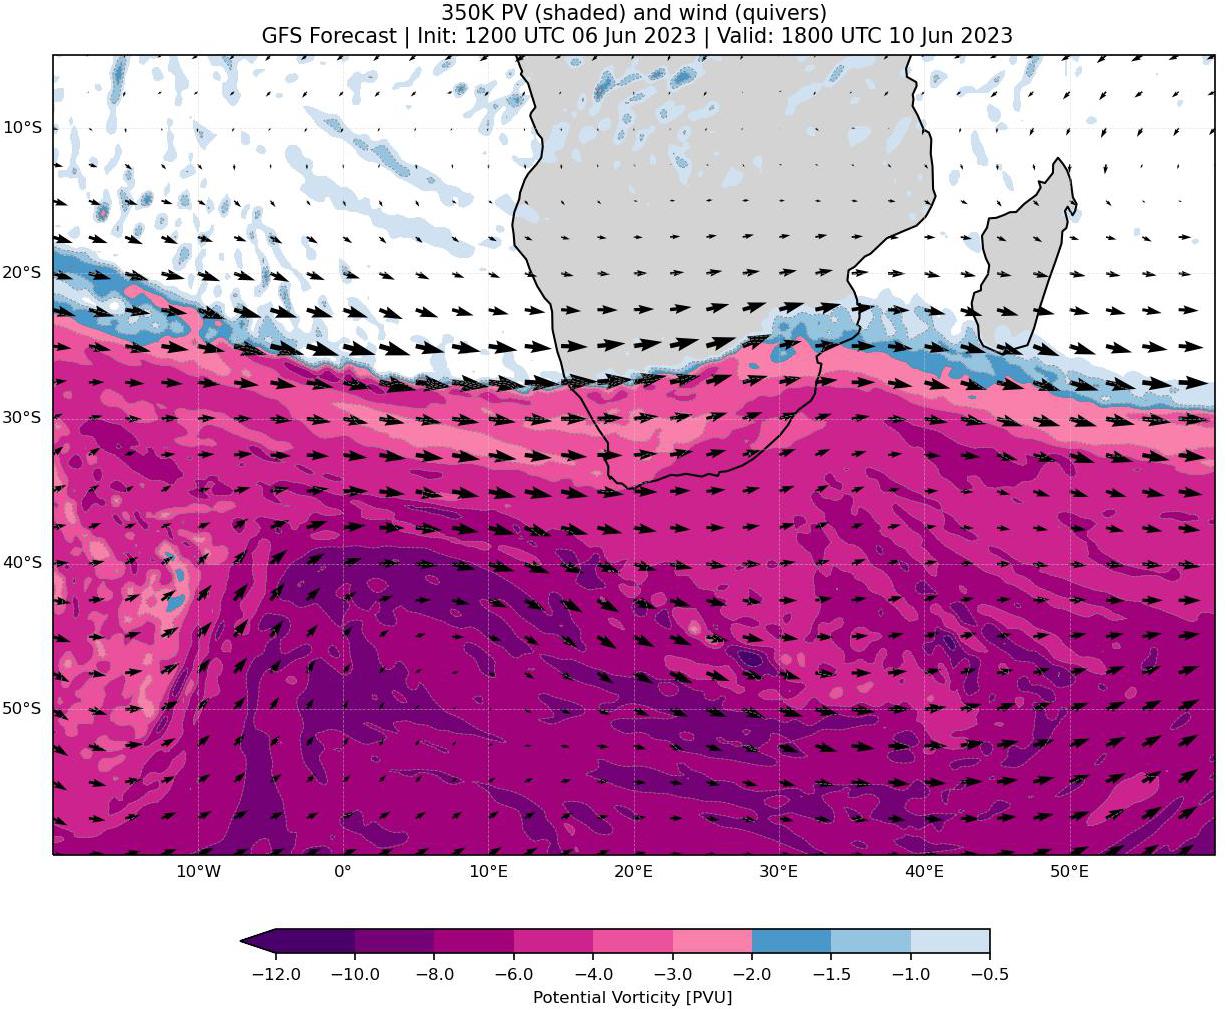 350K PV (shaded) and wind (quivers)
GFS Forecast | Init: 1200 UTC 06 Jun 2023 | Valid: 1800 UTC 10 Jun 2023
10°S
20°S
30°S
40°S
50°S
10°W 0° 10°E 20°E 30°E 40°E 50°E
−12.0 −10.0 −8.0 −6.0 −4.0 −3.0 −2.0 −1.5 −1.0 −0.5
Potential Vorticity [PVU]